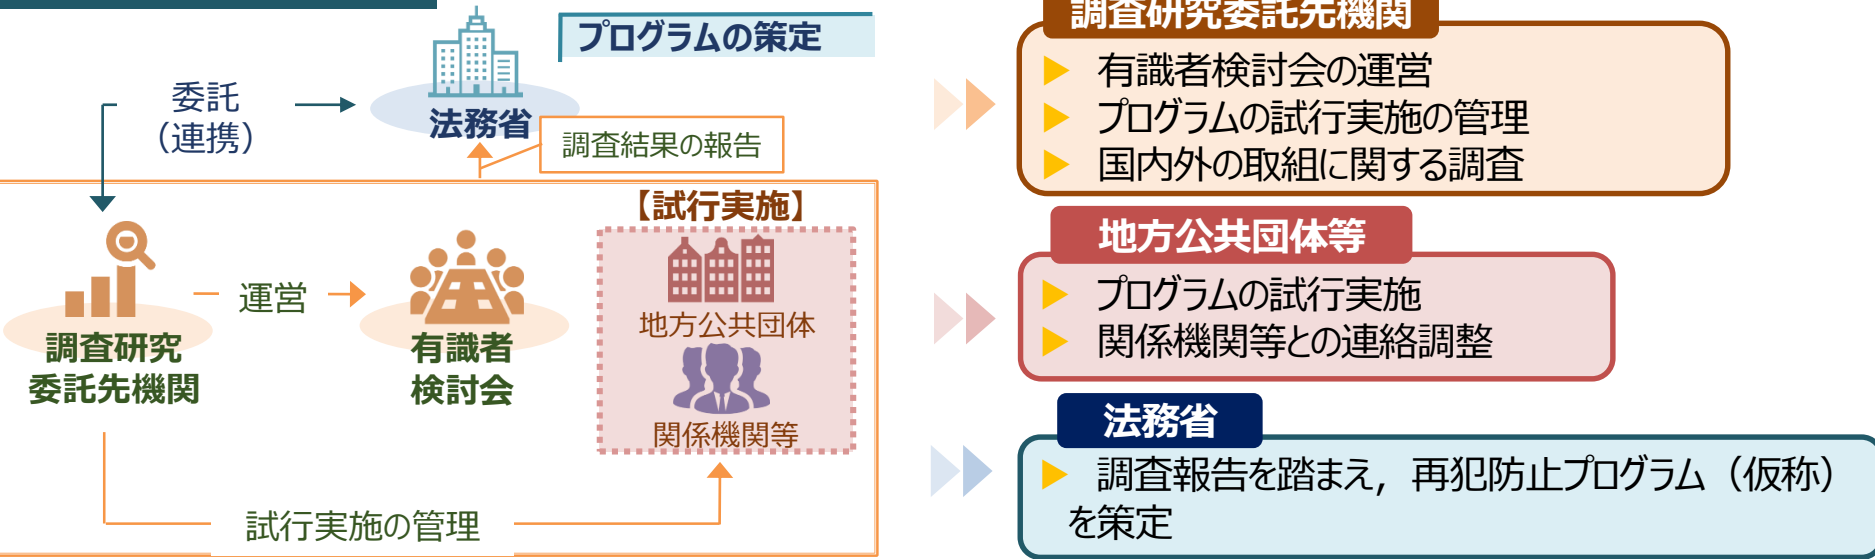 プログラムの策定
委託
（連携）
法務省
調査結果の報告
【試行実施】
地方公共団体
関係機関等
調査研究
委託先機関
運営
有識者
検討会
試行実施の管理
調査研究委託先機関
有識者検討会の運営
プログラムの試行実施の管理
国内外の取組に関する調査
地方公共団体等
プログラムの試行実施
関係機関等との連絡調整
法務省
調査報告を踏まえ，再犯防止プログラム（仮称）
を策定